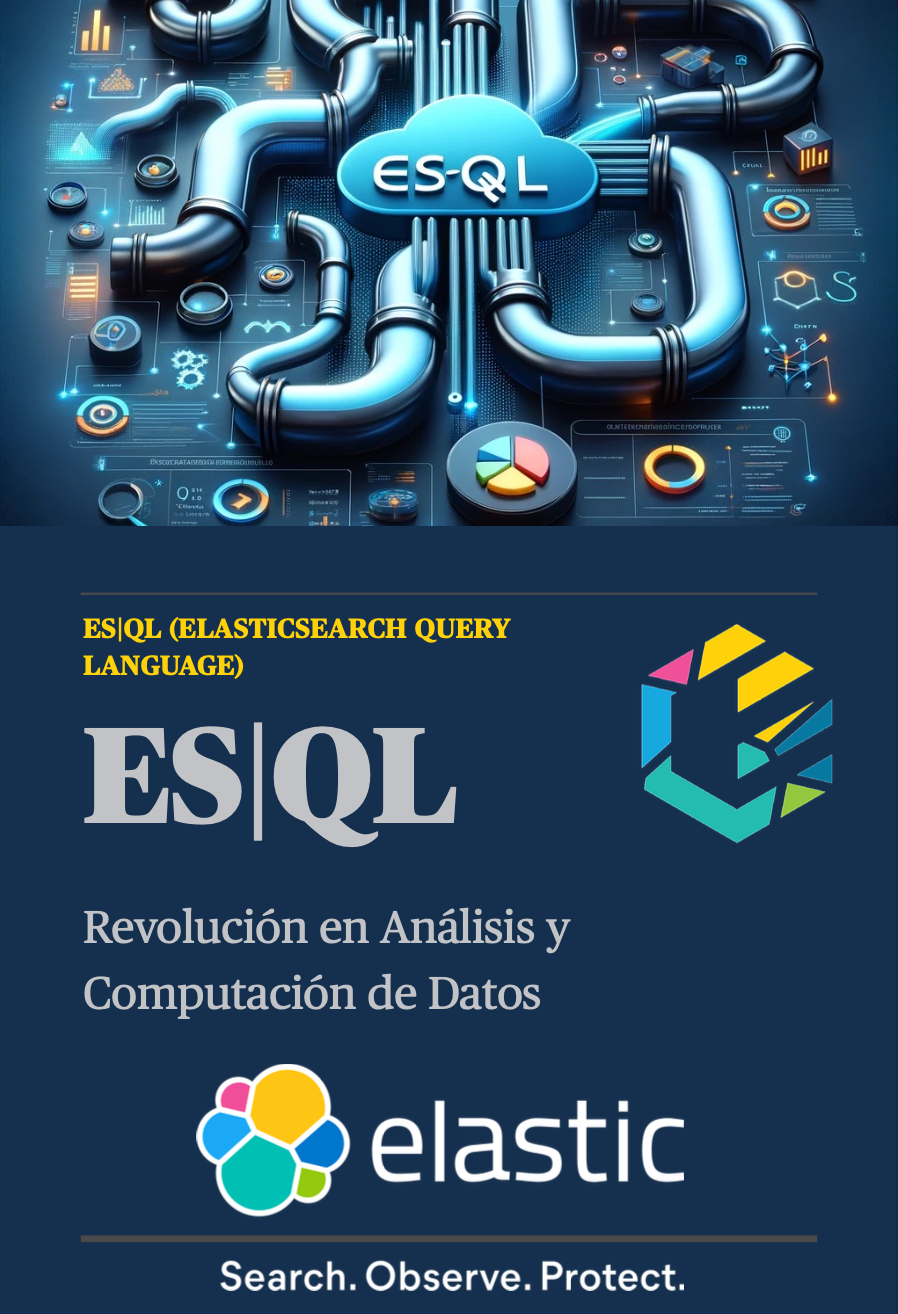 ES-QL
ES|QL (ELASTICSEARCH QUERY
LANGUAGE)
ES|QL
Revolución en Análisis y
Computación de Datos
elastic
Search. Observe. Protect.